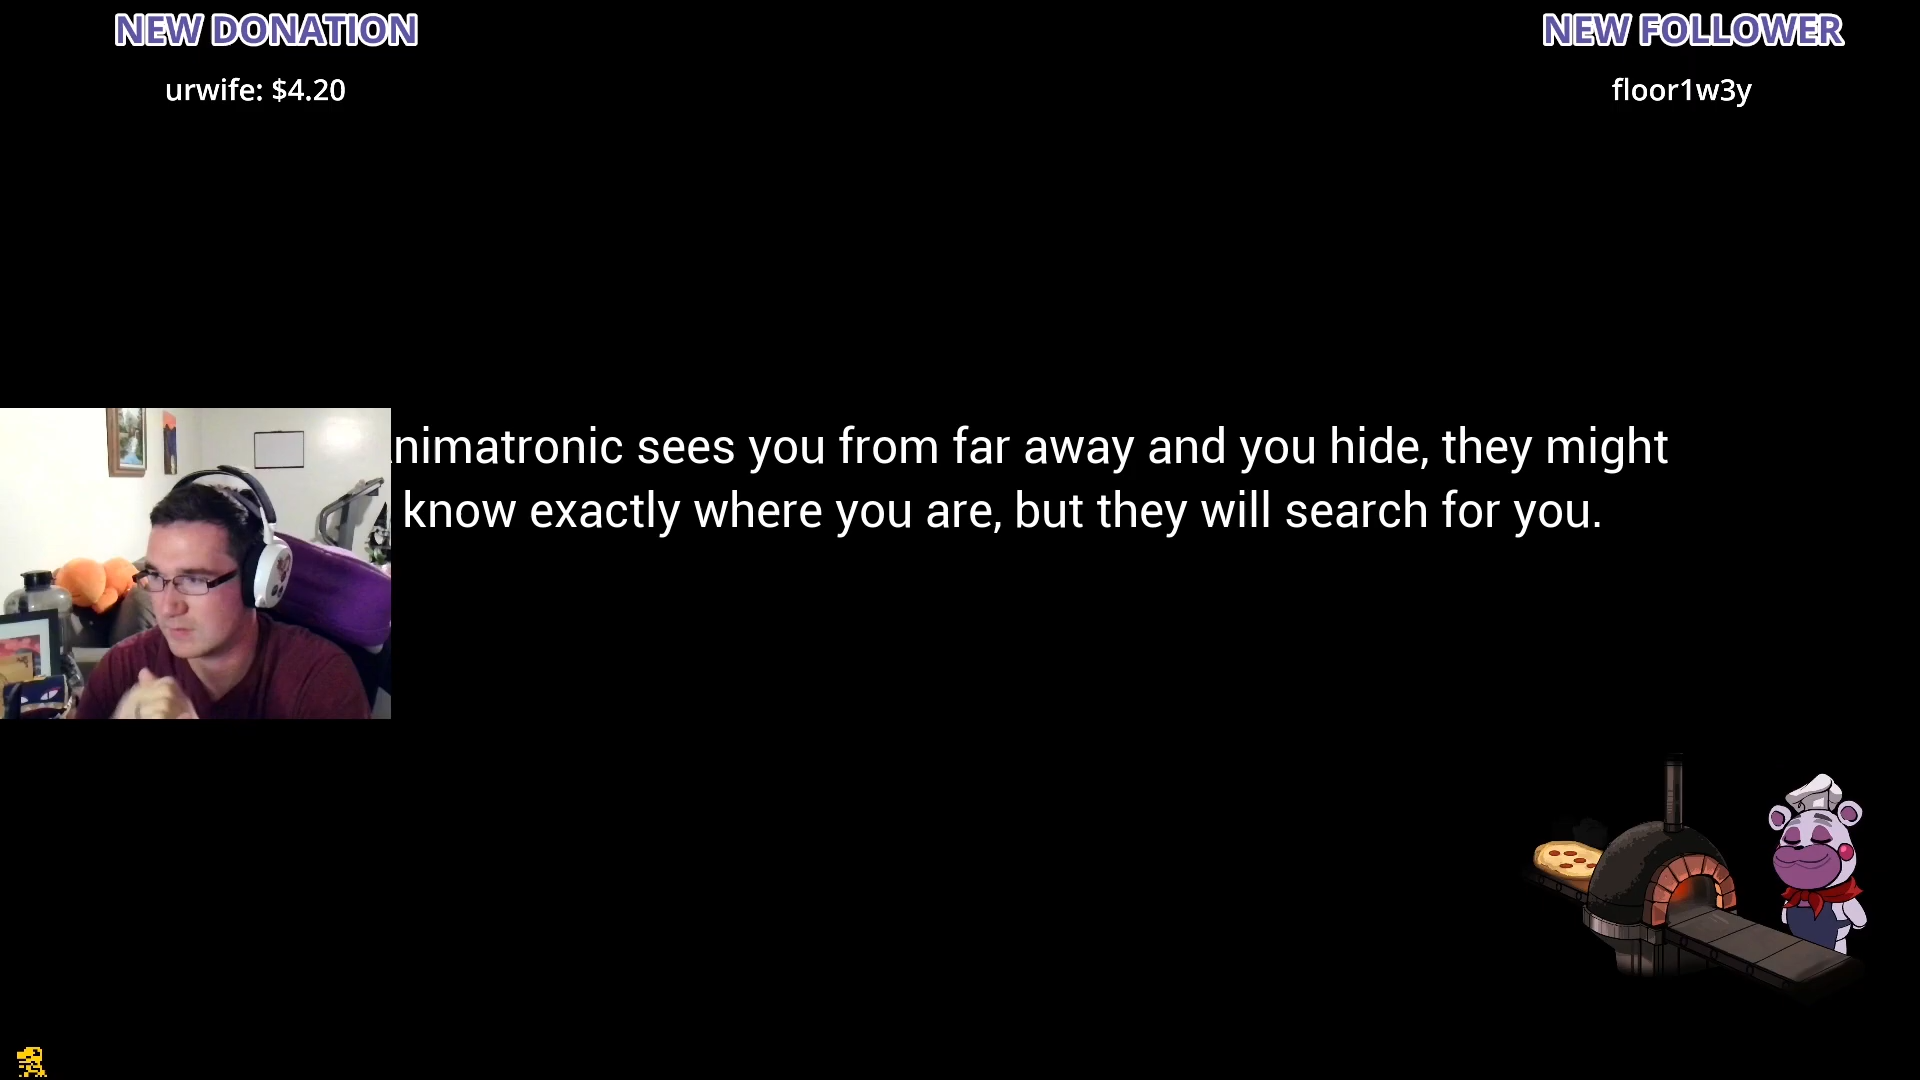 NEW DONATION
urwife: $4.20
NEW FOLLOWER
floor1w3y
nimatronic sees you from far away and you hide, they might
know exactly where you are, but they will search for you.